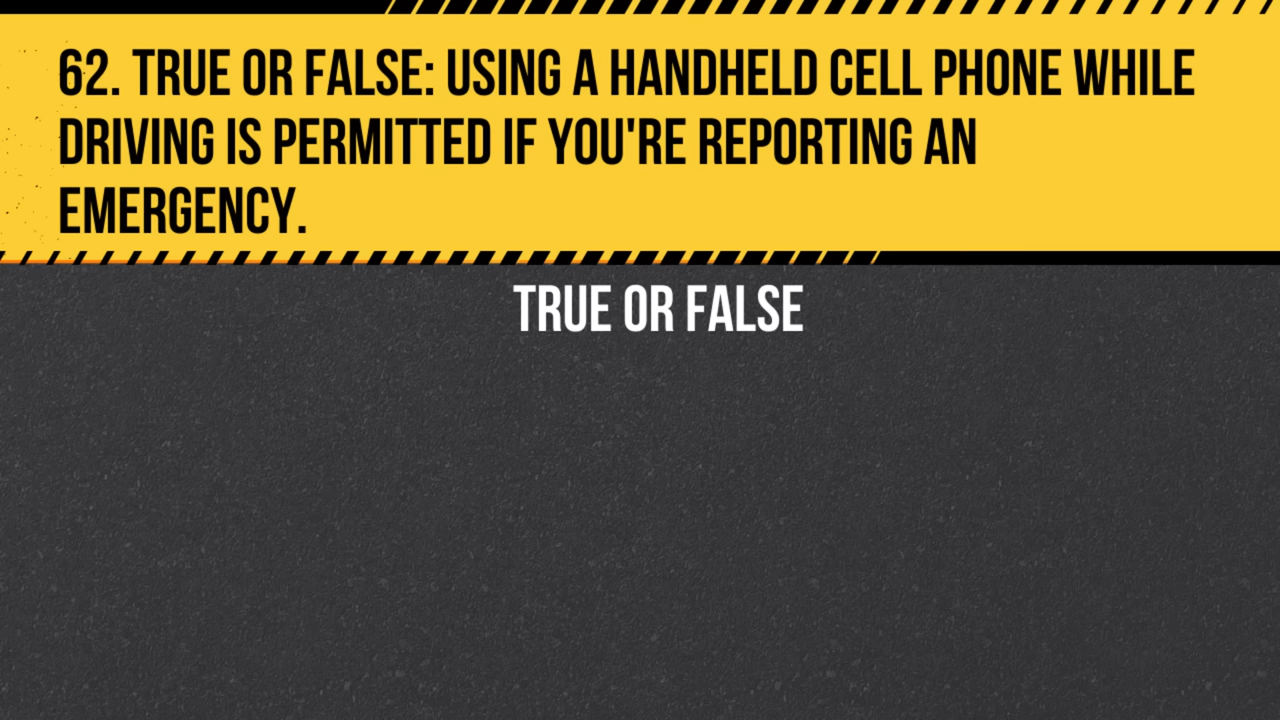 62. TRUE OR FALSE: USING A HANDHELD CELL PHONE WHILE
DRIVING IS PERMITTED IF YOU'RE REPORTING AN
EMERGENCY.
TRUE OR FALSE